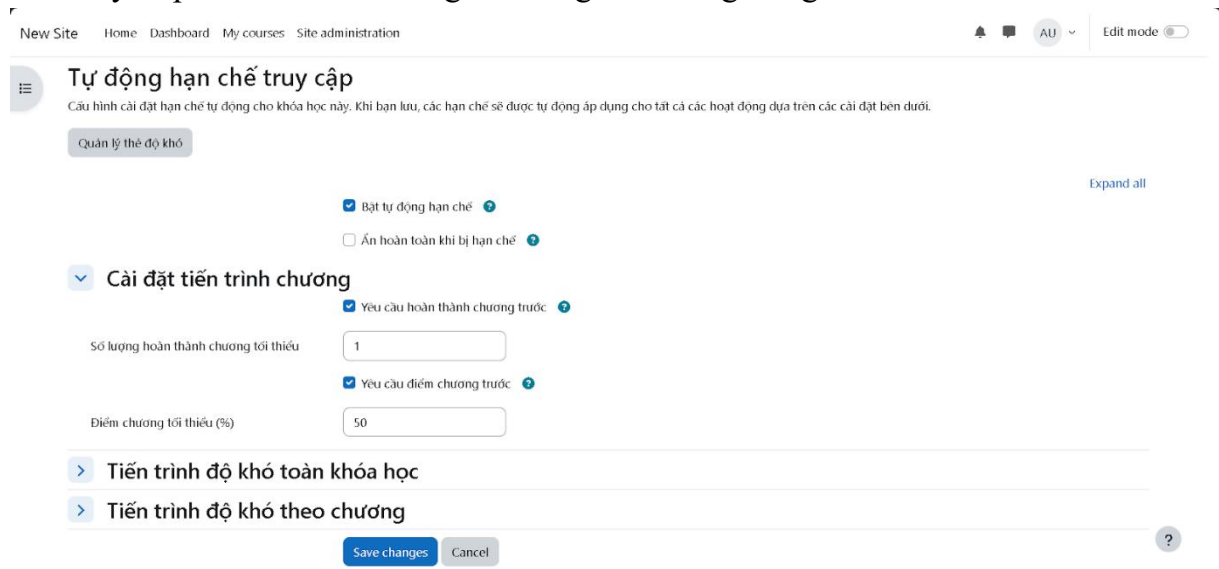 New Site Home Dashboard My courses Site administration AU Edit mode
Tự động hạn chế truy cập
Cấu hình cài đặt hạn chế tự động cho khóa học này. Khi bạn lưu, các hạn chế sẽ được tự động áp dụng cho tất cả các hoạt động dựa trên các cài đặt bên dưới.
Quản lý thẻ độ khó
Expand all
Bật tự động hạn chế ?
Ẩn hoàn toàn khi bị hạn chế ?
Cài đặt tiến trình chương
Yêu cầu hoàn thành chương trước ?
Số lượng hoàn thành chương tối thiểu 1
Yêu cầu điểm chương trước ?
Điểm chương tối thiểu (%) 50
Tiến trình độ khó toàn khóa học
Tiến trình độ khó theo chương
Save changes Cancel
?